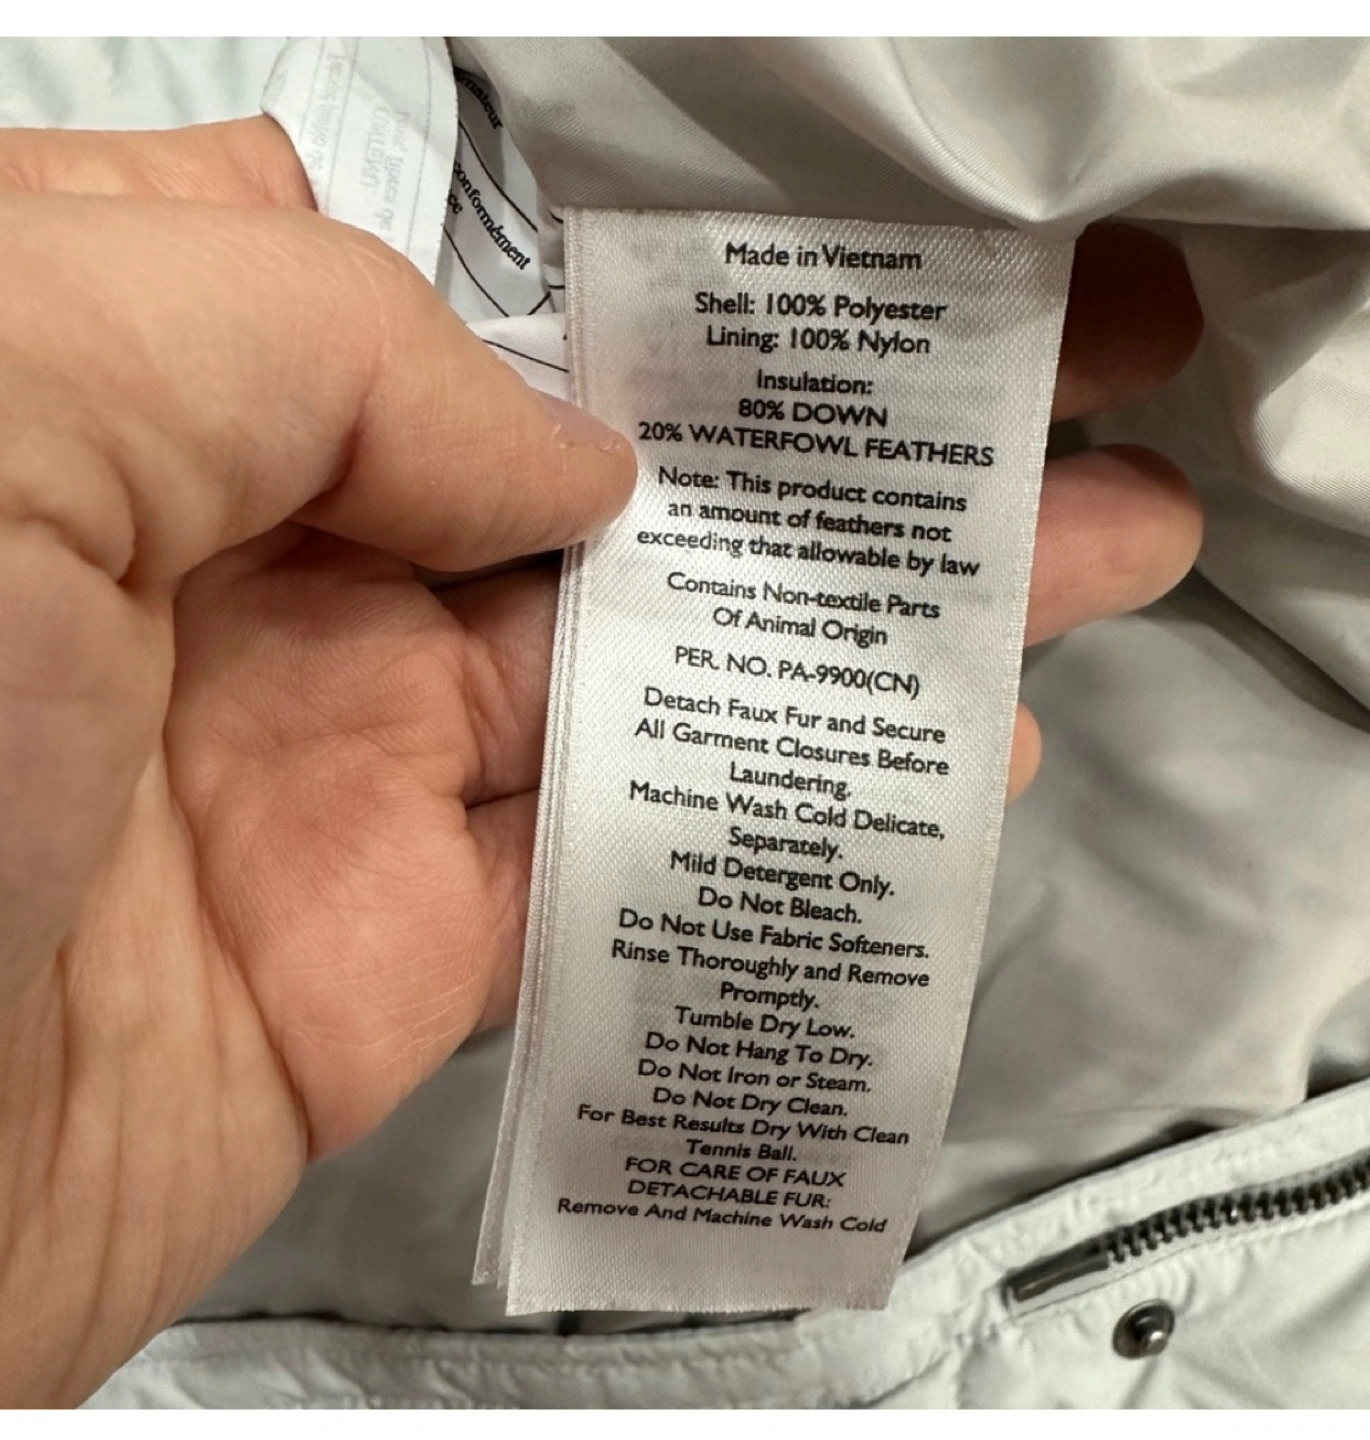 Made in Vietnam
Shell: 100% Polyester
Lining: 100% Nylon
Insulation:
80% DOWN
20% WATERFOWL FEATHERS
Note: This product contains
an amount of feathers not
exceeding that allowable by law
Contains Non-textile Parts
Of Animal Origin
PER. NO. PA-9900(CN)
Detach Faux Fur and Secure
All Garment Closures Before
Laundering.
Machine Wash Cold Delicate,
Separately.
Mild Detergent Only.
Do Not Bleach.
Do Not Use Fabric Softeners.
Rinse Thoroughly and Remove
Promptly.
Tumble Dry Low.
Do Not Hang To Dry.
Do Not Iron or Steam.
Do Not Dry Clean.
For Best Results Dry With Clean
Tennis Ball.
FOR CARE OF FAUX
DETACHABLE FUR:
Remove And Machine Wash Cold